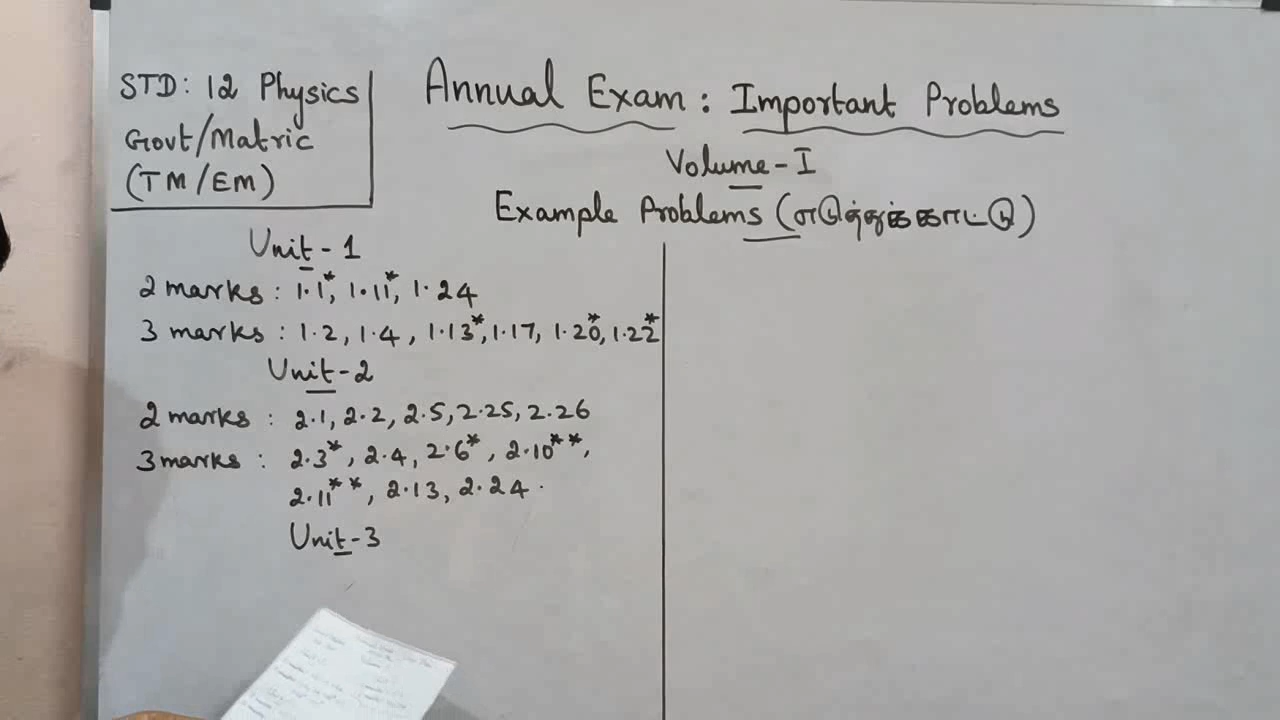 STD: 12 Physics
Govt/Matric
(TM/EM)
Annual Exam: Important Problems
Volume-I
Example Problems (எடுத்துக்காட்டு)
Unit-1
2 marks: 1.1*, 1.11*, 1.24
3 marks: 1.2, 1.4, 1.13*, 1.17, 1.20*, 1.22*
Unit-2
2 marks: 2.1, 2.2, 2.5, 2.25, 2.26
3 marks: 2.3*, 2.4, 2.6*, 2.10**,
2.11**, 2.13, 2.24.
Unit-3